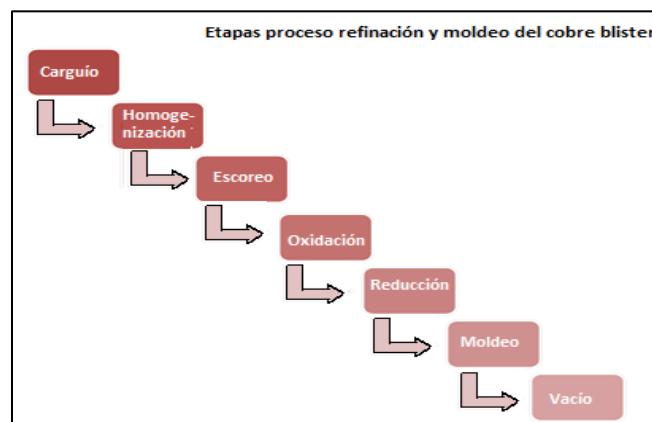 Etapas proceso refinación y moldeo del cobre blister
Carguío
Homoge-
nización
Escoreo
Oxidación
Reducción
Moldeo
Vacío